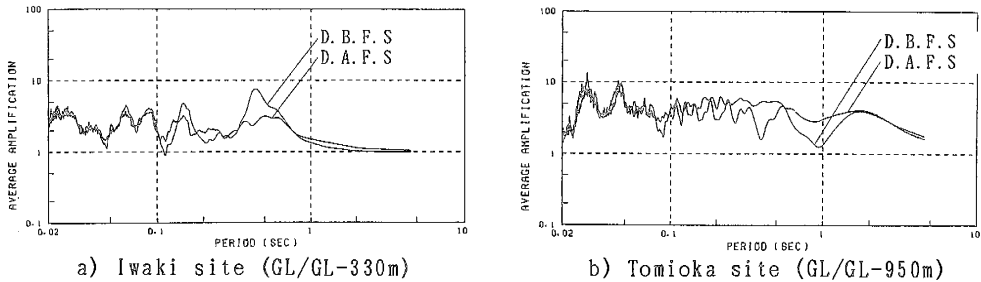 100
10
1
0.1
AVERAGE AMPLIFICATION
D.B.F.S
D.A.F.S
0.02
0.1
1
10
PERIOD (SEC)
a) Iwaki site (GL/GL-330m)
100
10
1
0.1
AVERAGE AMPLIFICATION
D.B.F.S
D.A.F.S
0.02
0.1
1
10
PERIOD (SEC)
b) Tomioka site (GL/GL-950m)